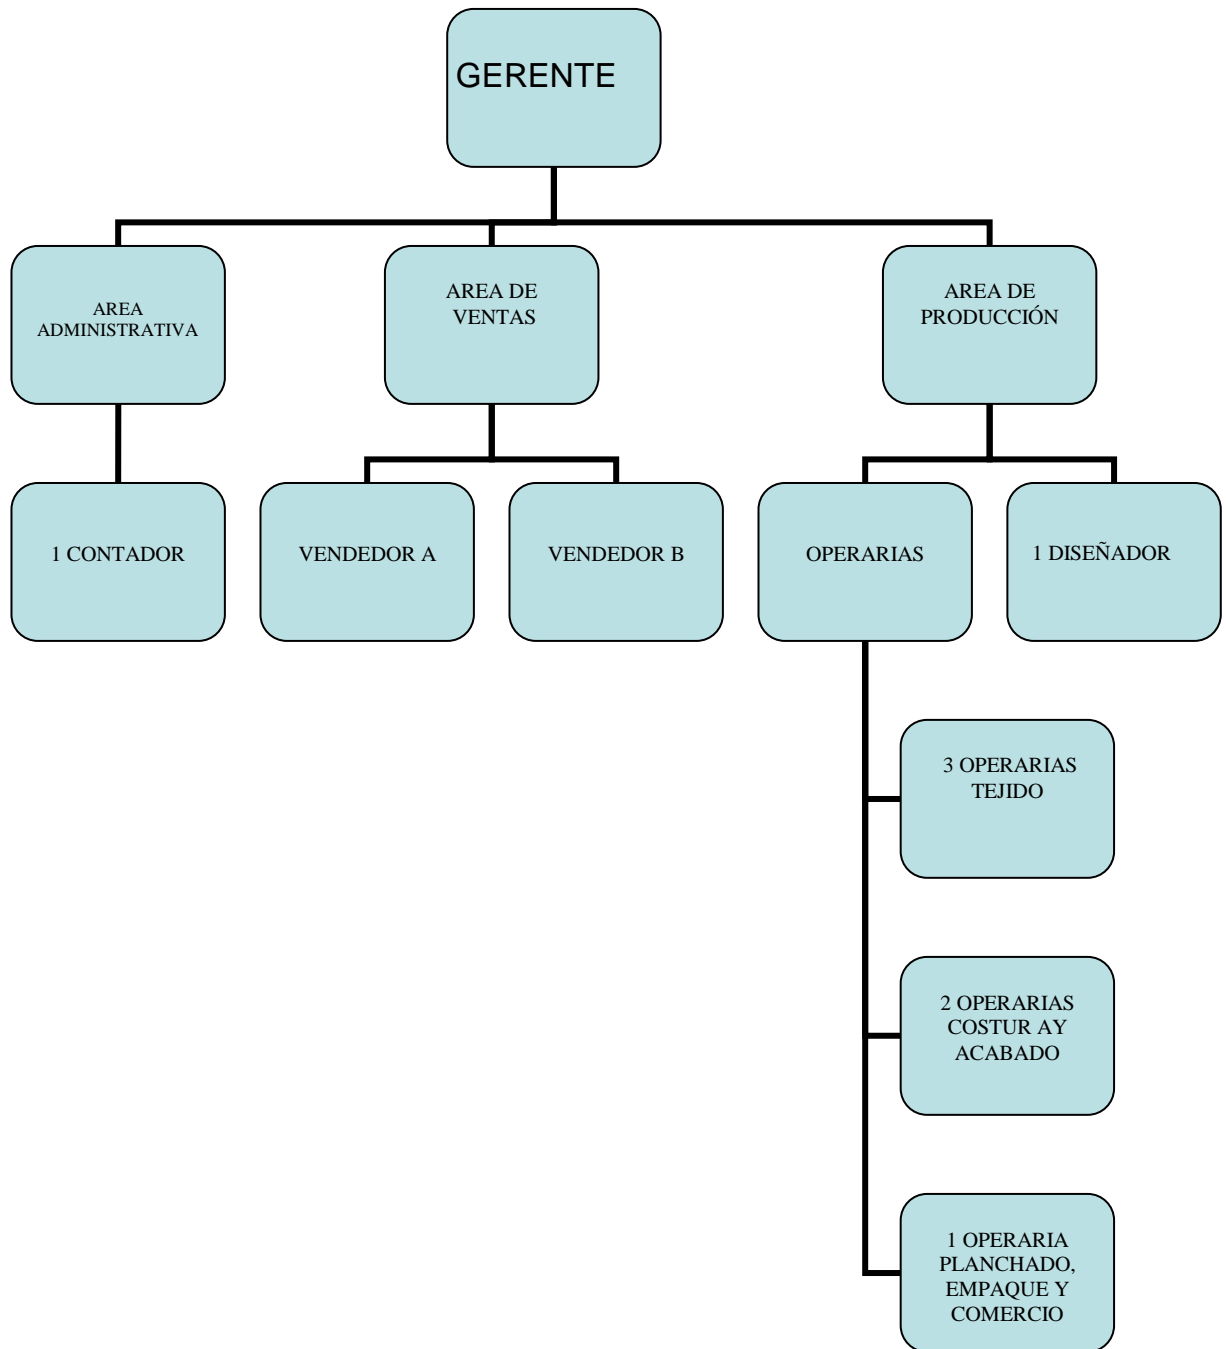 GERENTE
AREA
ADMINISTRATIVA
AREA DE
VENTAS
AREA DE
PRODUCCIÓN
1 CONTADOR
VENDEDOR A
VENDEDOR B
OPERARIAS
1 DISEÑADOR
3 OPERARIAS
TEJIDO
2 OPERARIAS
COSTUR AY
ACABADO
1 OPERARIA
PLANCHADO,
EMPAQUE Y
COMERCIO